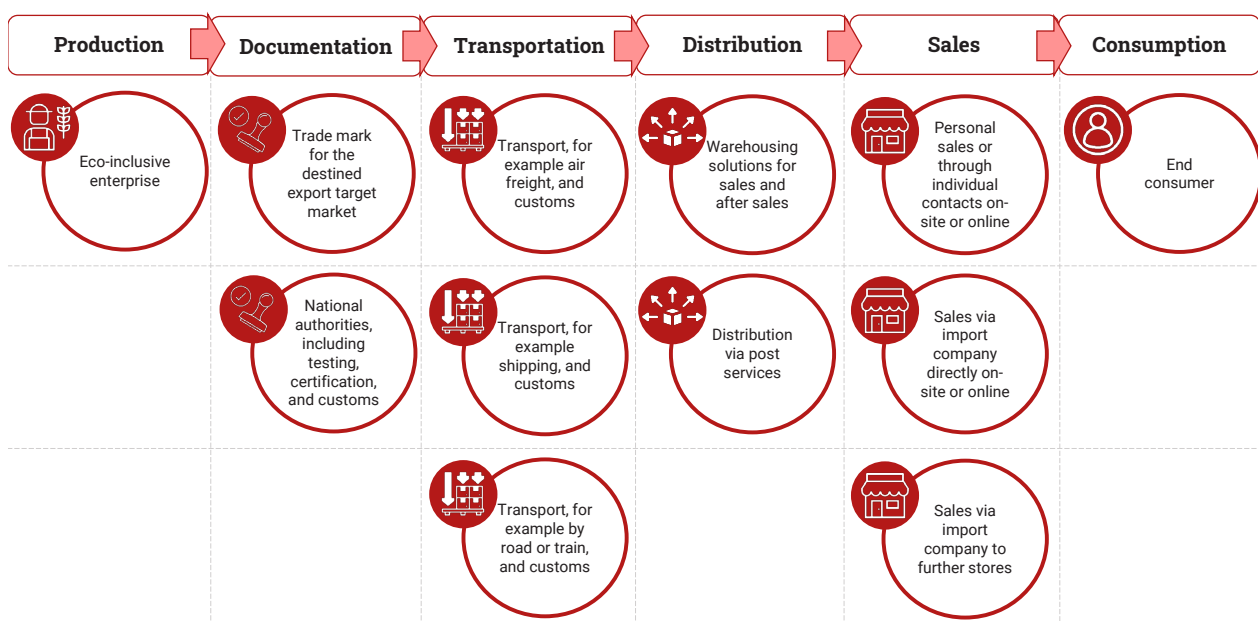 Production
Documentation
Transportation
Distribution
Sales
Consumption
Eco-inclusive
enterprise
Trade mark
for the
destined
export target
market
Transport, for
example air
freight, and
customs
Warehousing
solutions for
sales and
after sales
Personal
sales or
through
individual
contacts on-
site or online
End
consumer
National
authorities,
including
testing,
certification,
and customs
Transport, for
example
shipping, and
customs
Distribution
via post
services
Sales via
import
company
directly on-
site or online
Transport, for
example by
road or train,
and customs
Sales via
import
company to
further stores